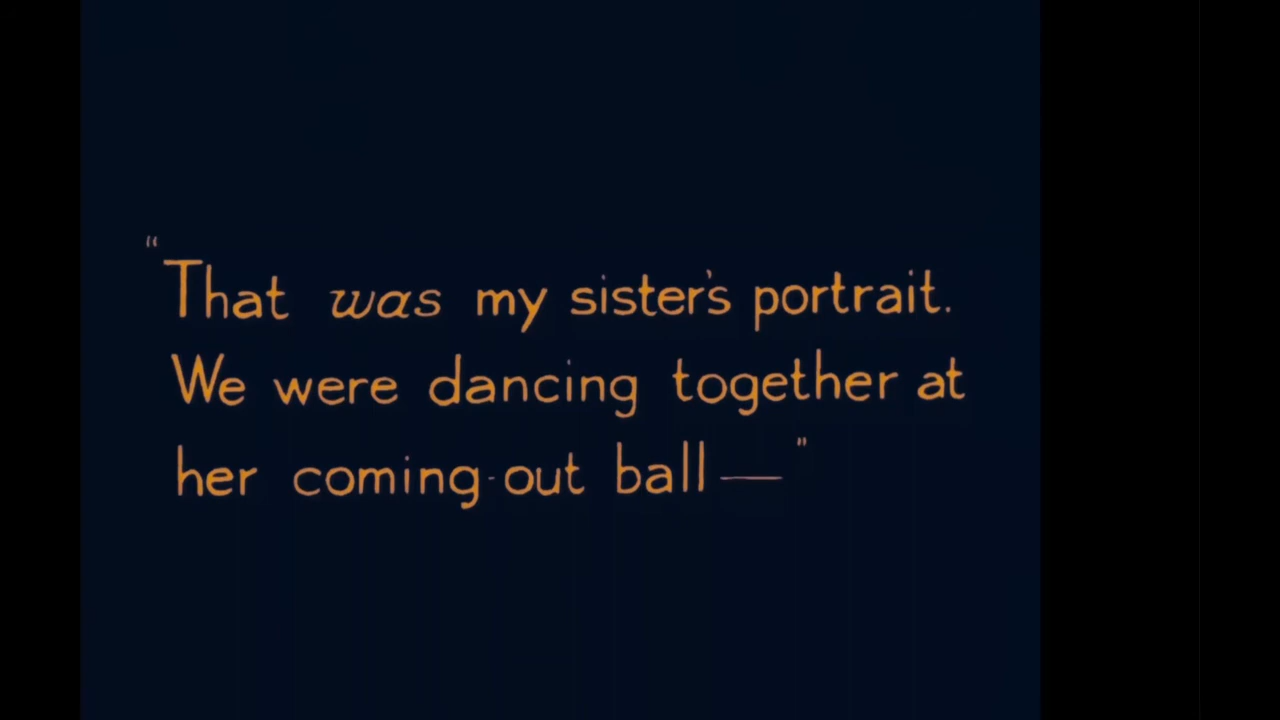 “That was my sister's portrait.
We were dancing together at
her coming-out ball—”